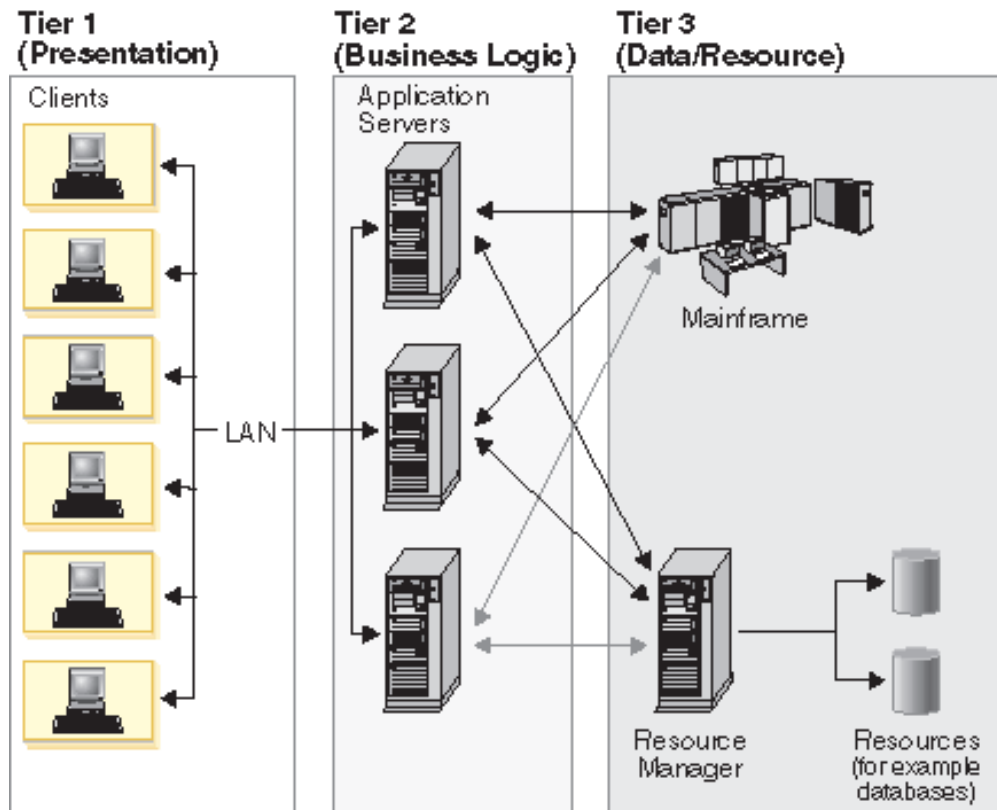 Tier 1
(Presentation)
Tier 2
(Business Logic)
Tier 3
(Data/Resource)
Clients
Application
Servers
LAN
Mainframe
Resource
Manager
Resources
(for example
databases)